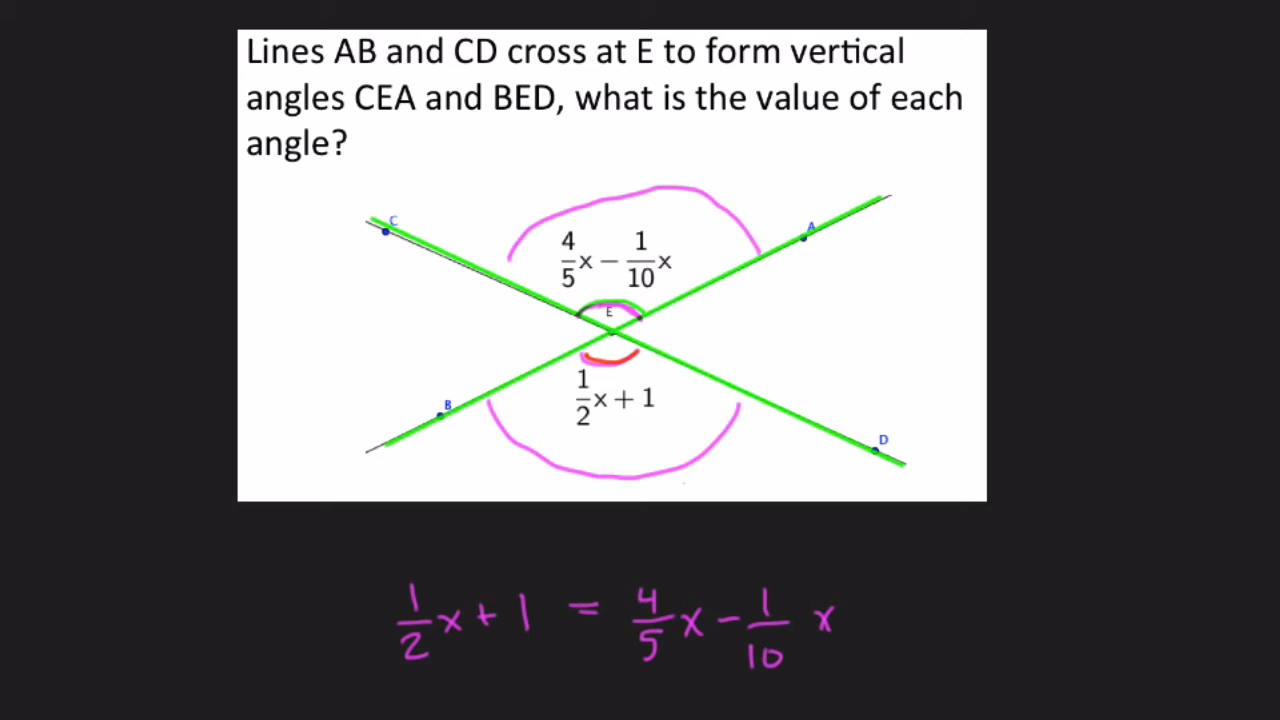 Lines AB and CD cross at E to form vertical
angles CEA and BED, what is the value of each
angle?
C
A
4/5x − 1/10x
E
1/2x + 1
B
D
1/2x + 1 = 4/5x − 1/10 x